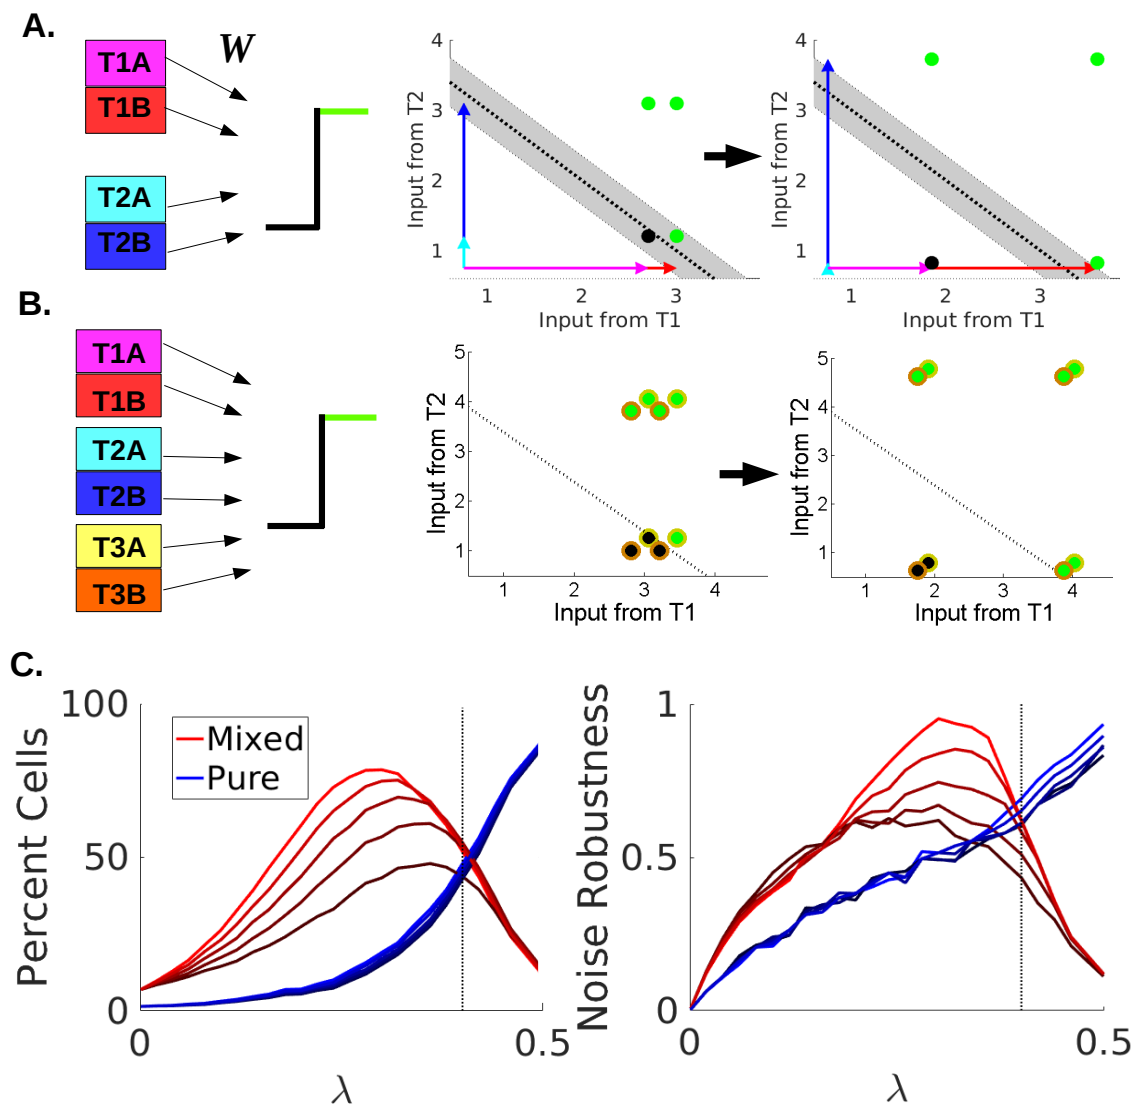 A.
T1A
T1B
T2A
T2B
W
Input from T2
4
3
2
1
1
2
3
Input from T1
Input from T2
4
3
2
1
1
2
3
Input from T1
B.
T1A
T1B
T2A
T2B
T3A
T3B
Input from T2
5
4
3
2
1
1
2
3
4
Input from T1
Input from T2
5
4
3
2
1
1
2
3
4
Input from T1
C.
Percent Cells
100
50
0
Mixed
Pure
0
0.5
λ
Noise Robustness
1
0.5
0
0
0.5
λ